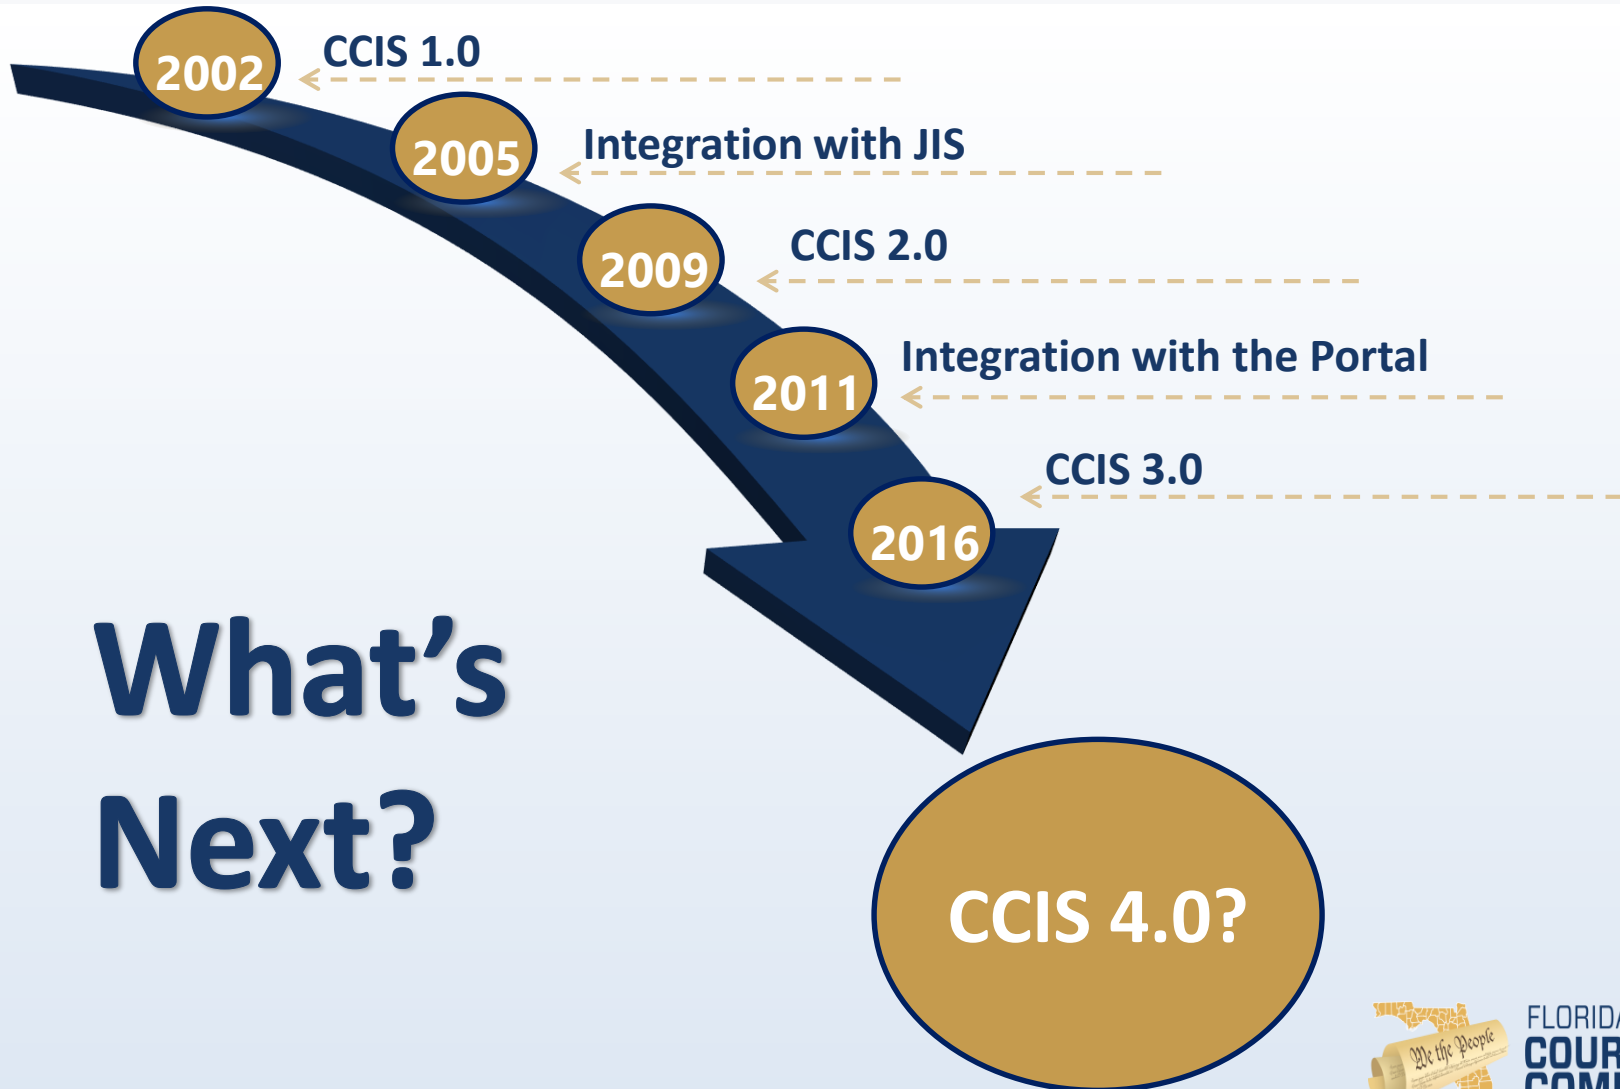 2002
CCIS 1.0
2005
Integration with JIS
2009
CCIS 2.0
2011
Integration with the Portal
2016
CCIS 3.0
What’s
Next?
CCIS 4.0?
We the People
FLORIDA